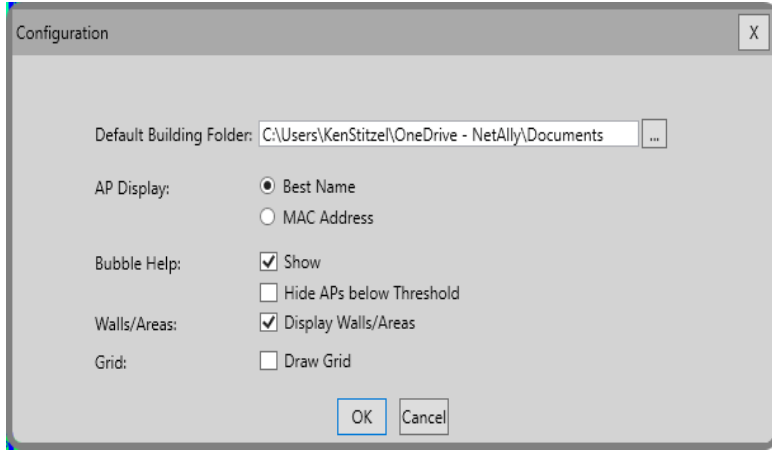 Configuration
X
Default Building Folder: C:\Users\KenStitzel\OneDrive - NetAlly\Documents ...
AP Display: Best Name
MAC Address
Bubble Help: Show
Hide APs below Threshold
Walls/Areas: Display Walls/Areas
Grid: Draw Grid
OK Cancel